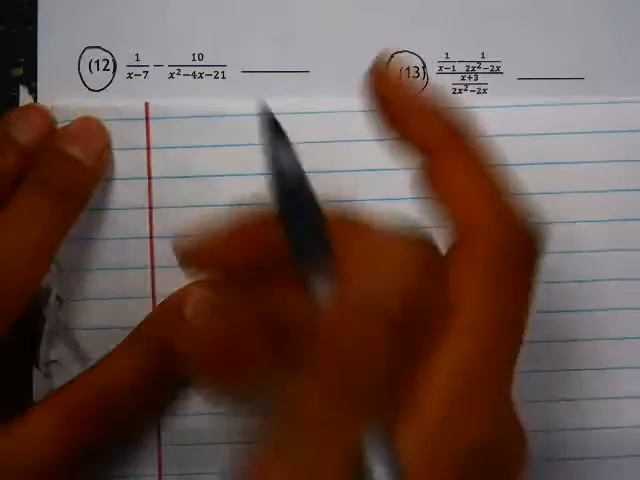 (12) 1/(x−7) − 10/(x²−4x−21) ________
(13) (1/(x−1) − 1/(2x²−2x)) / ((x+3)/(2x²−2x)) ________